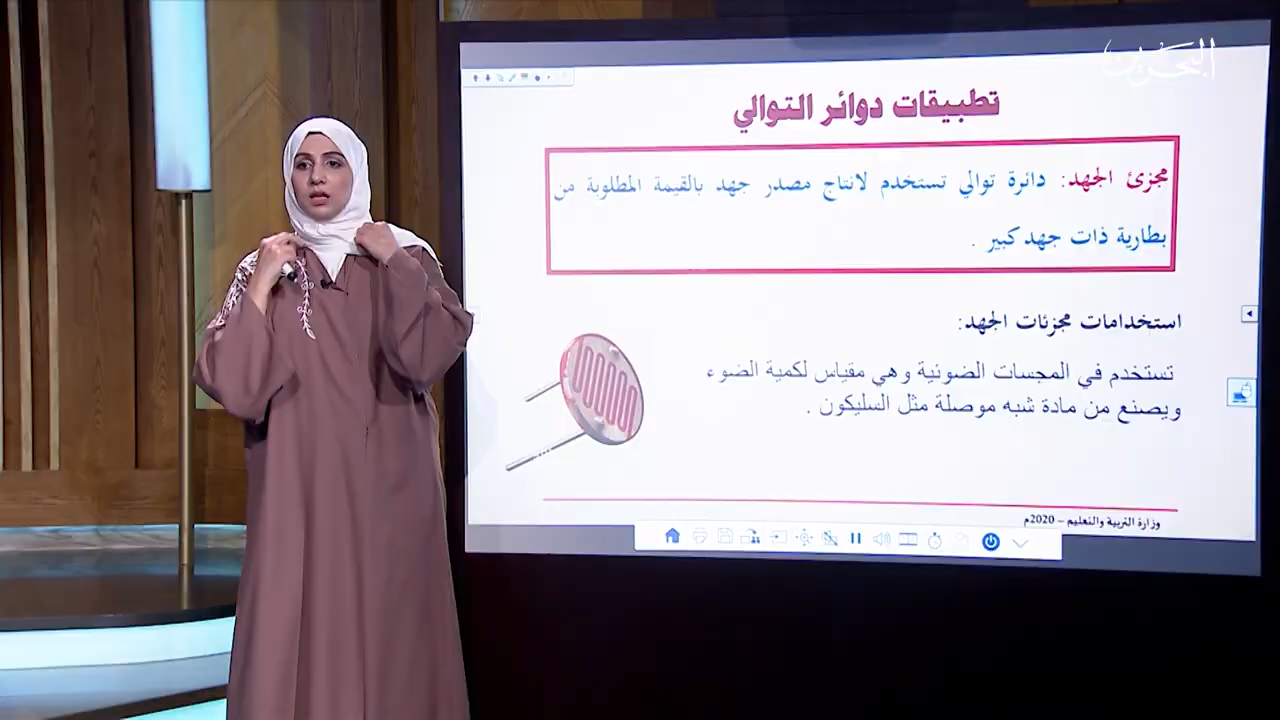 البحرين
تطبيقات دوائر التوالي
مجزئ الجهد: دائرة توالي تستخدم لانتاج مصدر جهد بالقيمة المطلوبة من
بطارية ذات جهد كبير .
استخدامات مجزئات الجهد:
تستخدم في المجسات الضوئية وهي مقياس لكمية الضوء
ويصنع من مادة شبه موصلة مثل السليكون .
وزارة التربية والتعليم – 2020م